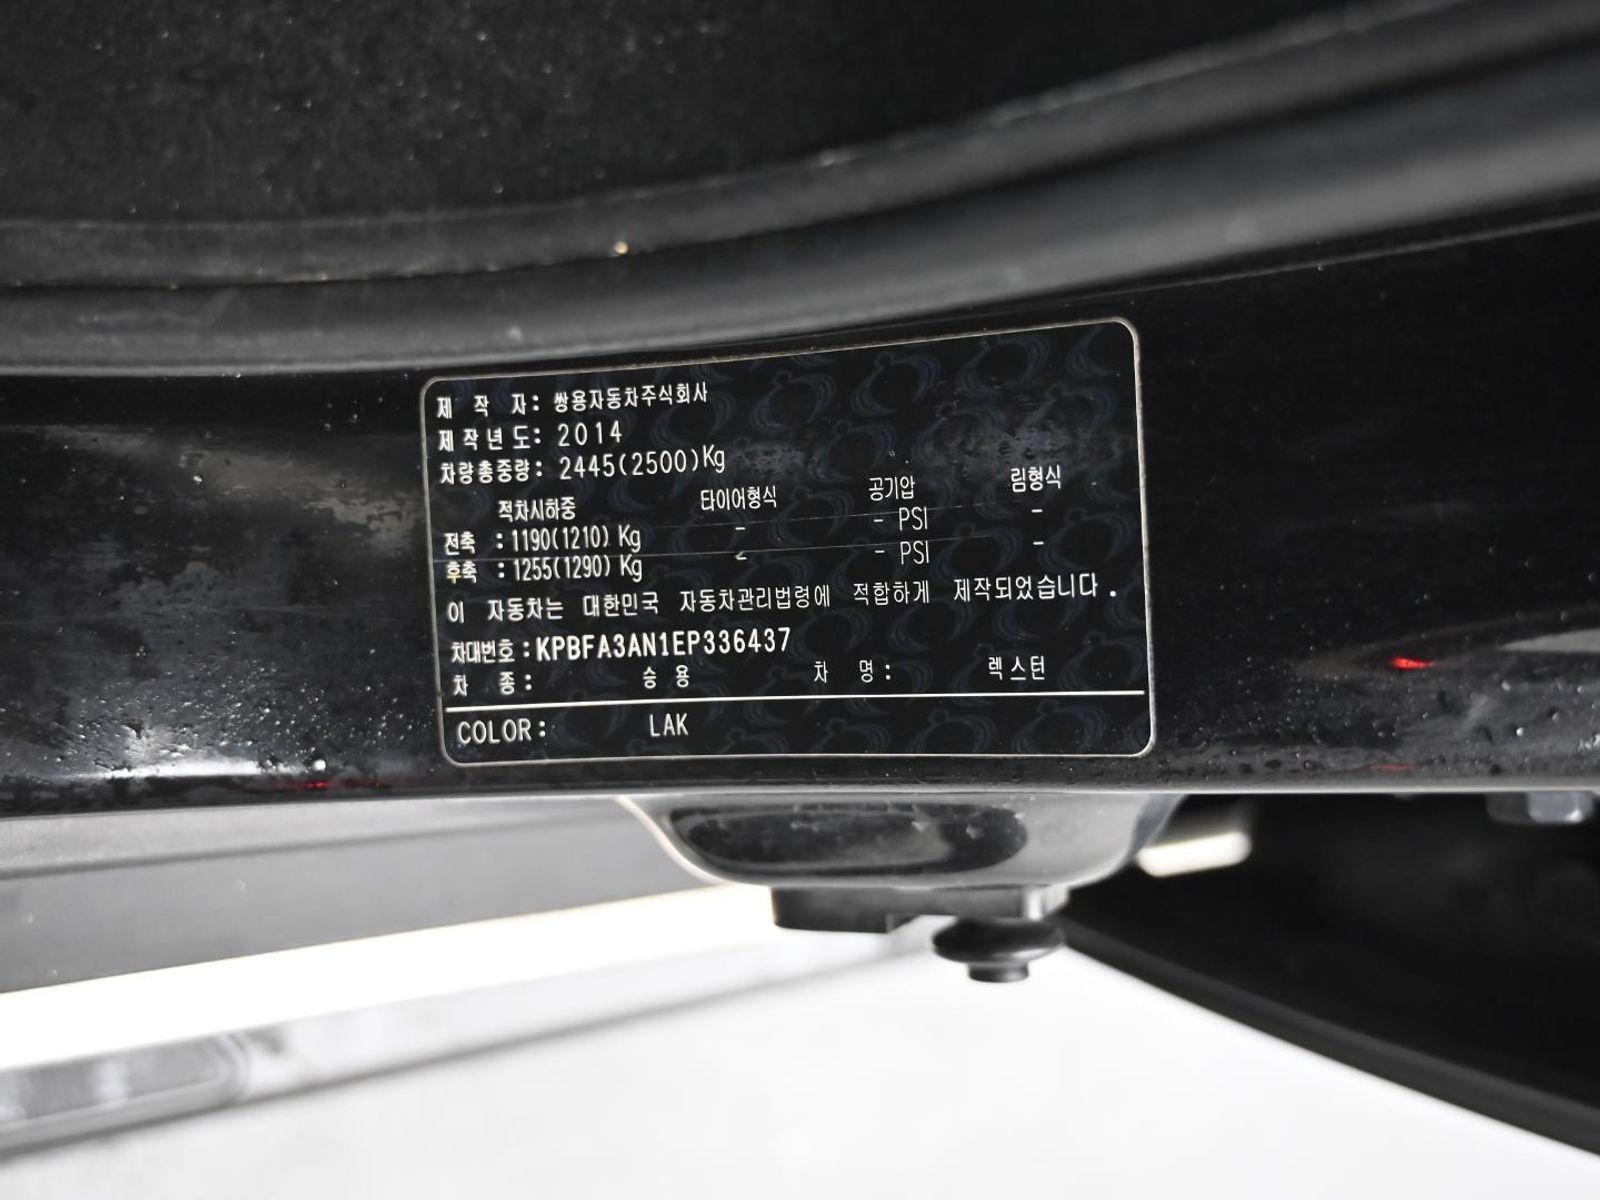 제 작 자: 쌍용자동차주식회사
제작년도: 2014
차량총중량: 2445(2500)Kg
적차시하중 타이어형식 공기압 림형식
전축 : 1190(1210) Kg - - PSI -
후축 : 1255(1290) Kg - - PSI -
이 자동차는 대한민국 자동차관리법령에 적합하게 제작되었습니다.
차대번호: KPBFA3AN1EP336437
차 종: 승용 차 명: 렉스턴
COLOR: LAK